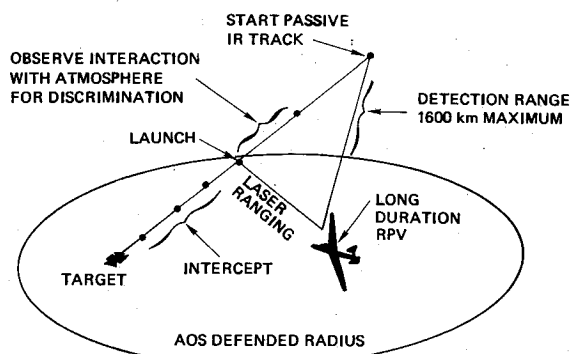 START PASSIVE
IR TRACK
OBSERVE INTERACTION
WITH ATMOSPHERE
FOR DISCRIMINATION
DETECTION RANGE
1600 km MAXIMUM
LAUNCH
LASER
RANGING
LONG
DURATION
RPV
TARGET
INTERCEPT
AOS DEFENDED RADIUS